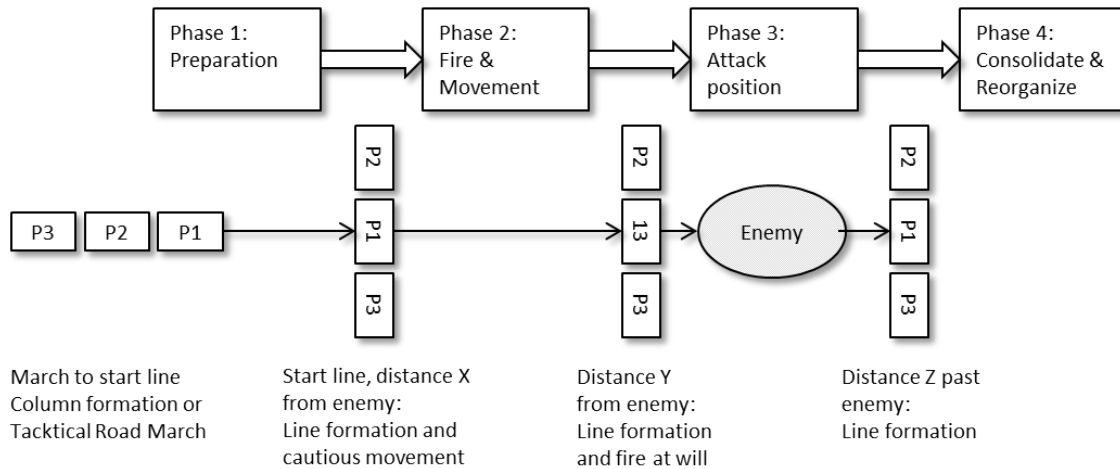 Phase 1:
Preparation
Phase 2:
Fire &
Movement
Phase 3:
Attack
position
Phase 4:
Consolidate &
Reorganize
P3
P2
P1
P2
P1
P3
P2
13
P3
Enemy
P2
P1
P3
March to start line
Column formation or
Tacktical Road March
Start line, distance X
from enemy:
Line formation and
cautious movement
Distance Y
from enemy:
Line formation
and fire at will
Distance Z past
enemy:
Line formation